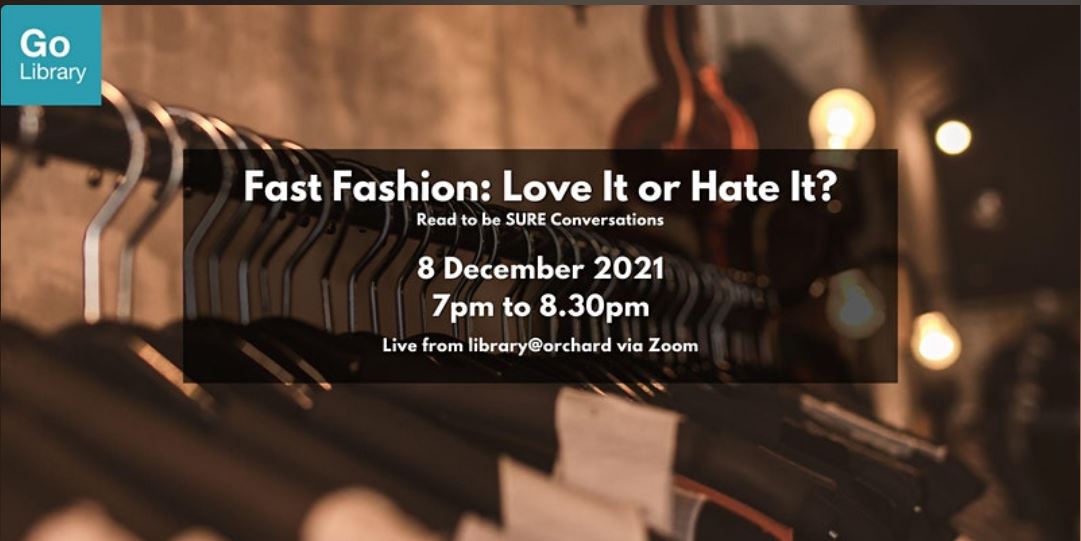 Go
Library
Fast Fashion: Love It or Hate It?
Read to be SURE Conversations
8 December 2021
7pm to 8.30pm
Live from library@orchard via Zoom